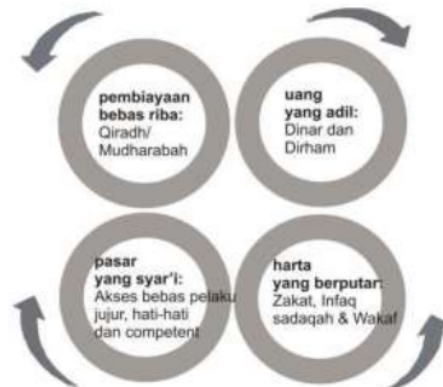 pembiayaan
bebas riba:
Qiradh/
Mudharabah
uang
yang adil:
Dinar dan
Dirham
pasar
yang syar'i:
Akses bebas pelaku
jujur, hati-hati
dan competent
harta
yang berputar:
Zakat, Infaq
sadaqah & Wakaf